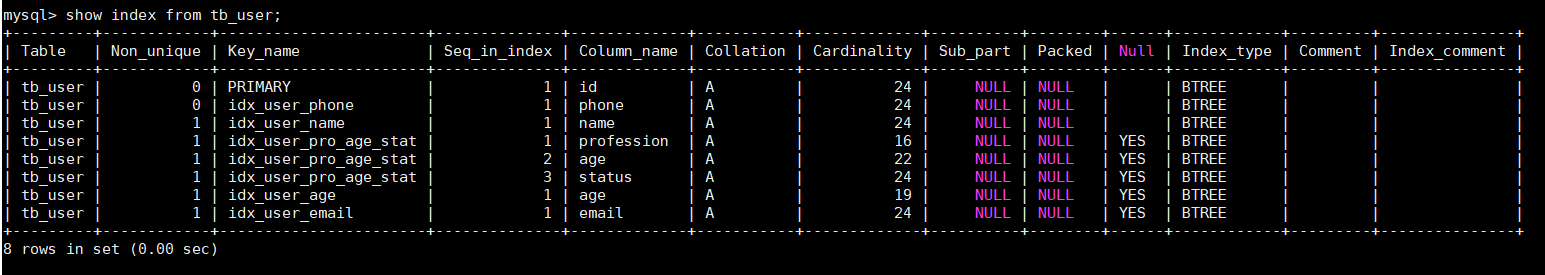 mysql> show index from tb_user;
+---------+------------+----------------------+--------------+-------------+-----------+-------------+----------+--------+------+------------+---------+---------------+
| Table   | Non_unique | Key_name             | Seq_in_index | Column_name | Collation | Cardinality | Sub_part | Packed | Null | Index_type | Comment | Index_comment |
+---------+------------+----------------------+--------------+-------------+-----------+-------------+----------+--------+------+------------+---------+---------------+
| tb_user |          0 | PRIMARY              |            1 | id          | A         |          24 |     NULL | NULL   |      | BTREE      |         |               |
| tb_user |          0 | idx_user_phone       |            1 | phone       | A         |          24 |     NULL | NULL   |      | BTREE      |         |               |
| tb_user |          1 | idx_user_name        |            1 | name        | A         |          24 |     NULL | NULL   |      | BTREE      |         |               |
| tb_user |          1 | idx_user_pro_age_stat |            1 | profession  | A         |          16 |     NULL | NULL   | YES  | BTREE      |         |               |
| tb_user |          1 | idx_user_pro_age_stat |            2 | age         | A         |          22 |     NULL | NULL   | YES  | BTREE      |         |               |
| tb_user |          1 | idx_user_pro_age_stat |            3 | status      | A         |          24 |     NULL | NULL   | YES  | BTREE      |         |               |
| tb_user |          1 | idx_user_age         |            1 | age         | A         |          19 |     NULL | NULL   | YES  | BTREE      |         |               |
| tb_user |          1 | idx_user_email       |            1 | email       | A         |          24 |     NULL | NULL   | YES  | BTREE      |         |               |
+---------+------------+----------------------+--------------+-------------+-----------+-------------+----------+--------+------+------------+---------+---------------+
8 rows in set (0.00 sec)